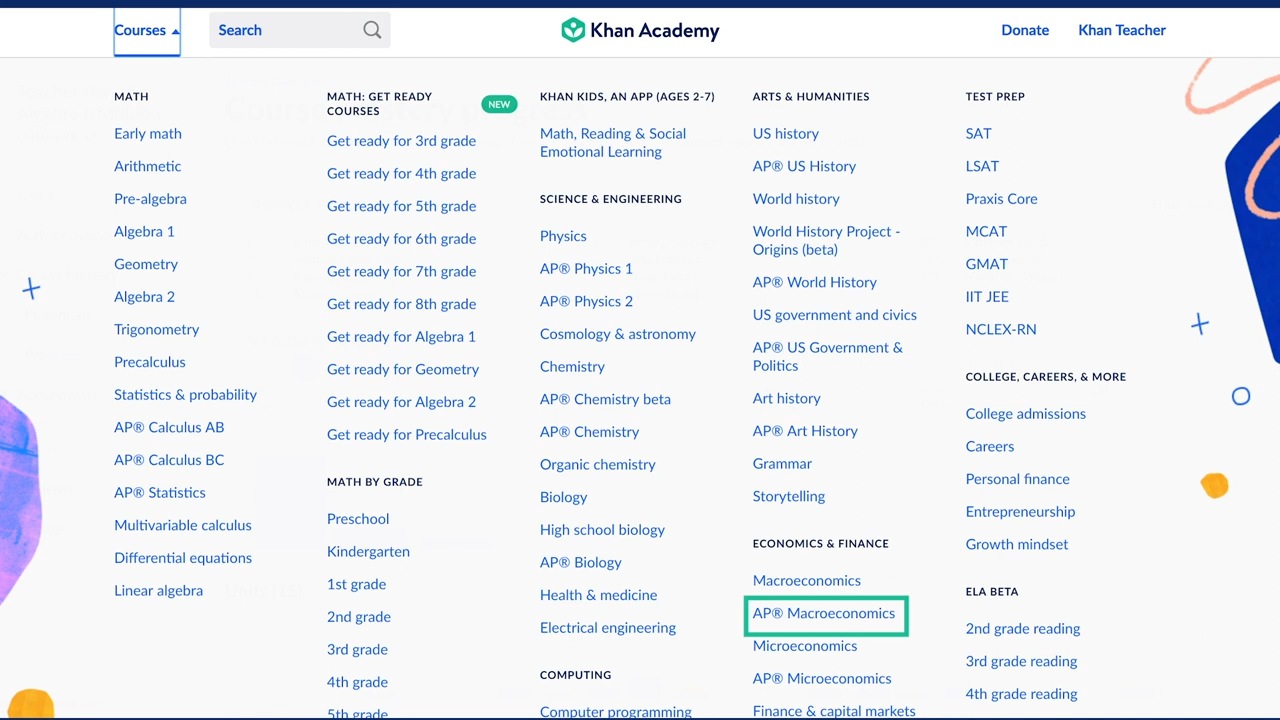 Courses
Search
Khan Academy
Donate
Khan Teacher
MATH
Early math
Arithmetic
Pre-algebra
Algebra 1
Geometry
Algebra 2
Trigonometry
Precalculus
Statistics & probability
AP® Calculus AB
AP® Calculus BC
AP® Statistics
Multivariable calculus
Differential equations
Linear algebra
MATH: GET READY
COURSES
NEW
Get ready for 3rd grade
Get ready for 4th grade
Get ready for 5th grade
Get ready for 6th grade
Get ready for 7th grade
Get ready for 8th grade
Get ready for Algebra 1
Get ready for Geometry
Get ready for Algebra 2
Get ready for Precalculus
MATH BY GRADE
Preschool
Kindergarten
1st grade
2nd grade
3rd grade
4th grade
5th grade
KHAN KIDS, AN APP (AGES 2-7)
Math, Reading & Social
Emotional Learning
SCIENCE & ENGINEERING
Physics
AP® Physics 1
AP® Physics 2
Cosmology & astronomy
Chemistry
AP® Chemistry beta
AP® Chemistry
Organic chemistry
Biology
High school biology
AP® Biology
Health & medicine
Electrical engineering
COMPUTING
Computer programming
ARTS & HUMANITIES
US history
AP® US History
World history
World History Project -
Origins (beta)
AP® World History
US government and civics
AP® US Government &
Politics
Art history
AP® Art History
Grammar
Storytelling
ECONOMICS & FINANCE
Macroeconomics
AP® Macroeconomics
Microeconomics
AP® Microeconomics
Finance & capital markets
TEST PREP
SAT
LSAT
Praxis Core
MCAT
GMAT
IIT JEE
NCLEX-RN
COLLEGE, CAREERS, & MORE
College admissions
Careers
Personal finance
Entrepreneurship
Growth mindset
ELA BETA
2nd grade reading
3rd grade reading
4th grade reading